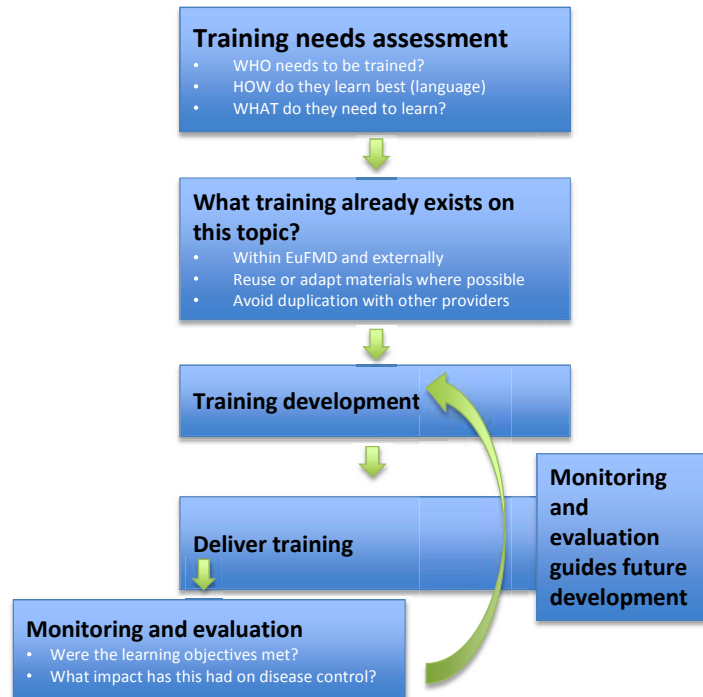 Training needs assessment
• WHO needs to be trained?
• HOW do they learn best (language)
• WHAT do they need to learn?
What training already exists on
this topic?
• Within EuFMD and externally
• Reuse or adapt materials where possible
• Avoid duplication with other providers
Training development
Deliver training
Monitoring
and
evaluation
guides future
development
Monitoring and evaluation
• Were the learning objectives met?
• What impact has this had on disease control?